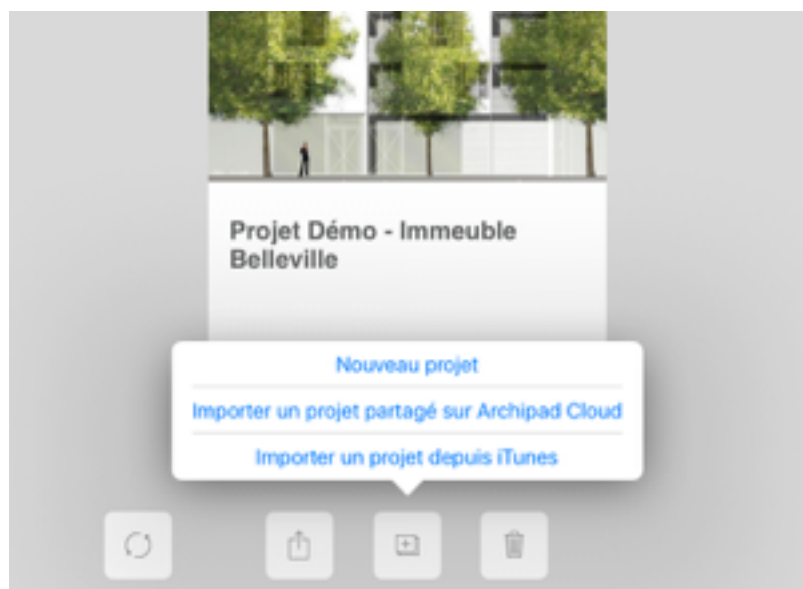 Projet Démo - Immeuble
Belleville
Nouveau projet
Importer un projet partagé sur Archipad Cloud
Importer un projet depuis iTunes